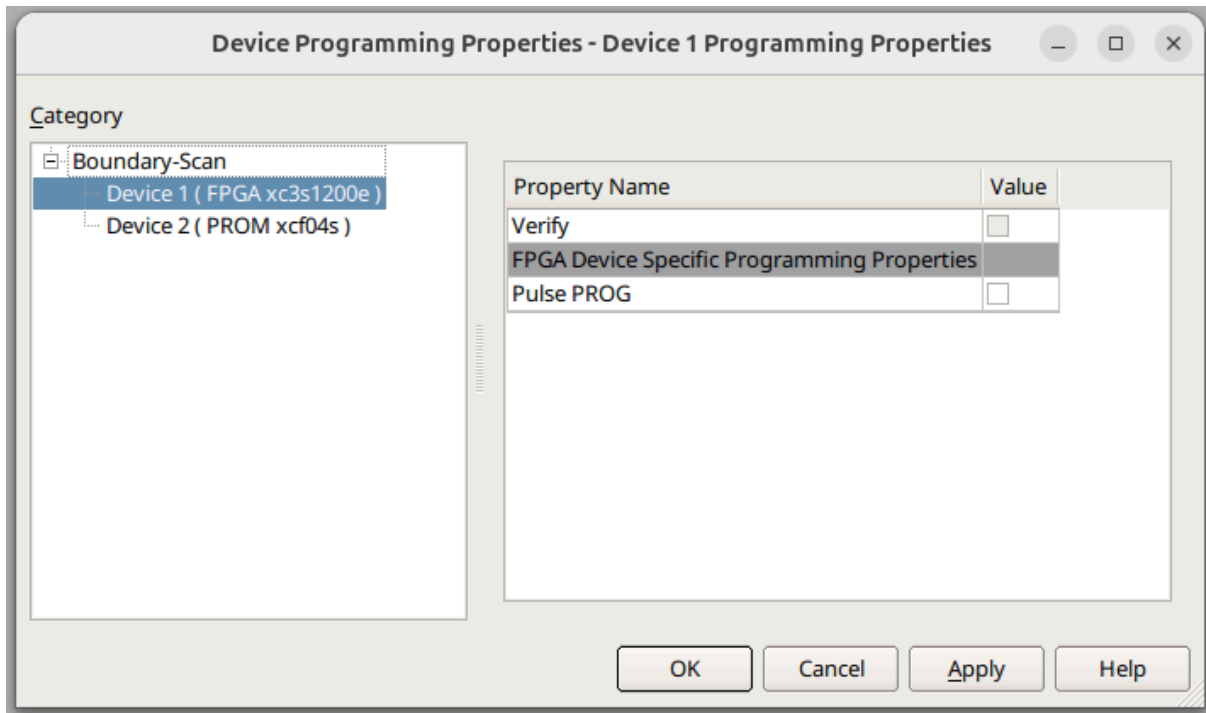 Device Programming Properties - Device 1 Programming Properties
Category
Boundary-Scan
Device 1 ( FPGA xc3s1200e )
Device 2 ( PROM xcf04s )
Property Name Value
Verify
FPGA Device Specific Programming Properties
Pulse PROG
OK Cancel Apply Help